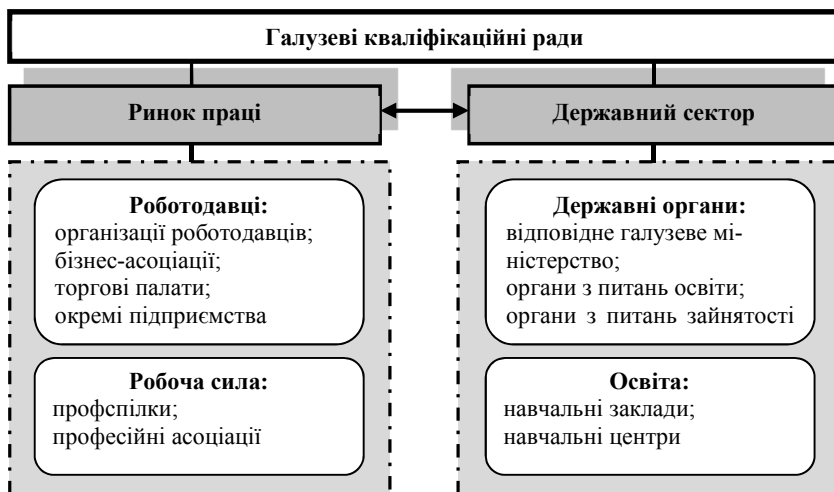 Галузеві кваліфікаційні ради
Ринок праці
Державний сектор
Роботодавці:
організації роботодавців;
бізнес-асоціації;
торгові палати;
окремі підприємства
Робоча сила:
профспілки;
професійні асоціації
Державні органи:
відповідне галузеве мі-
ністерство;
органи з питань освіти;
органи з питань зайнятості
Освіта:
навчальні заклади;
навчальні центри